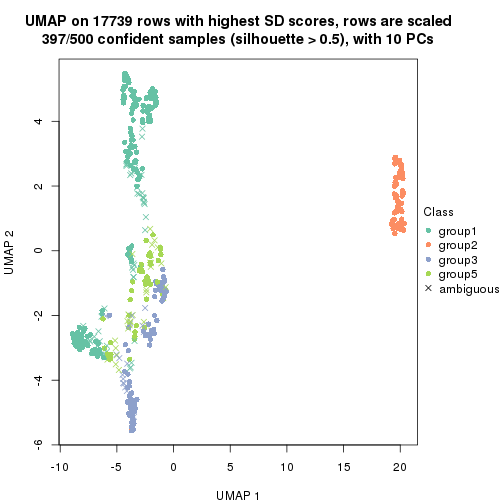 UMAP on 17739 rows with highest SD scores, rows are scaled
397/500 confident samples (silhouette > 0.5), with 10 PCs
4
2
0
-2
-4
-6
UMAP 2
-10
-5
0
5
10
15
20
UMAP 1
Class
group1
group2
group3
group5
ambiguous